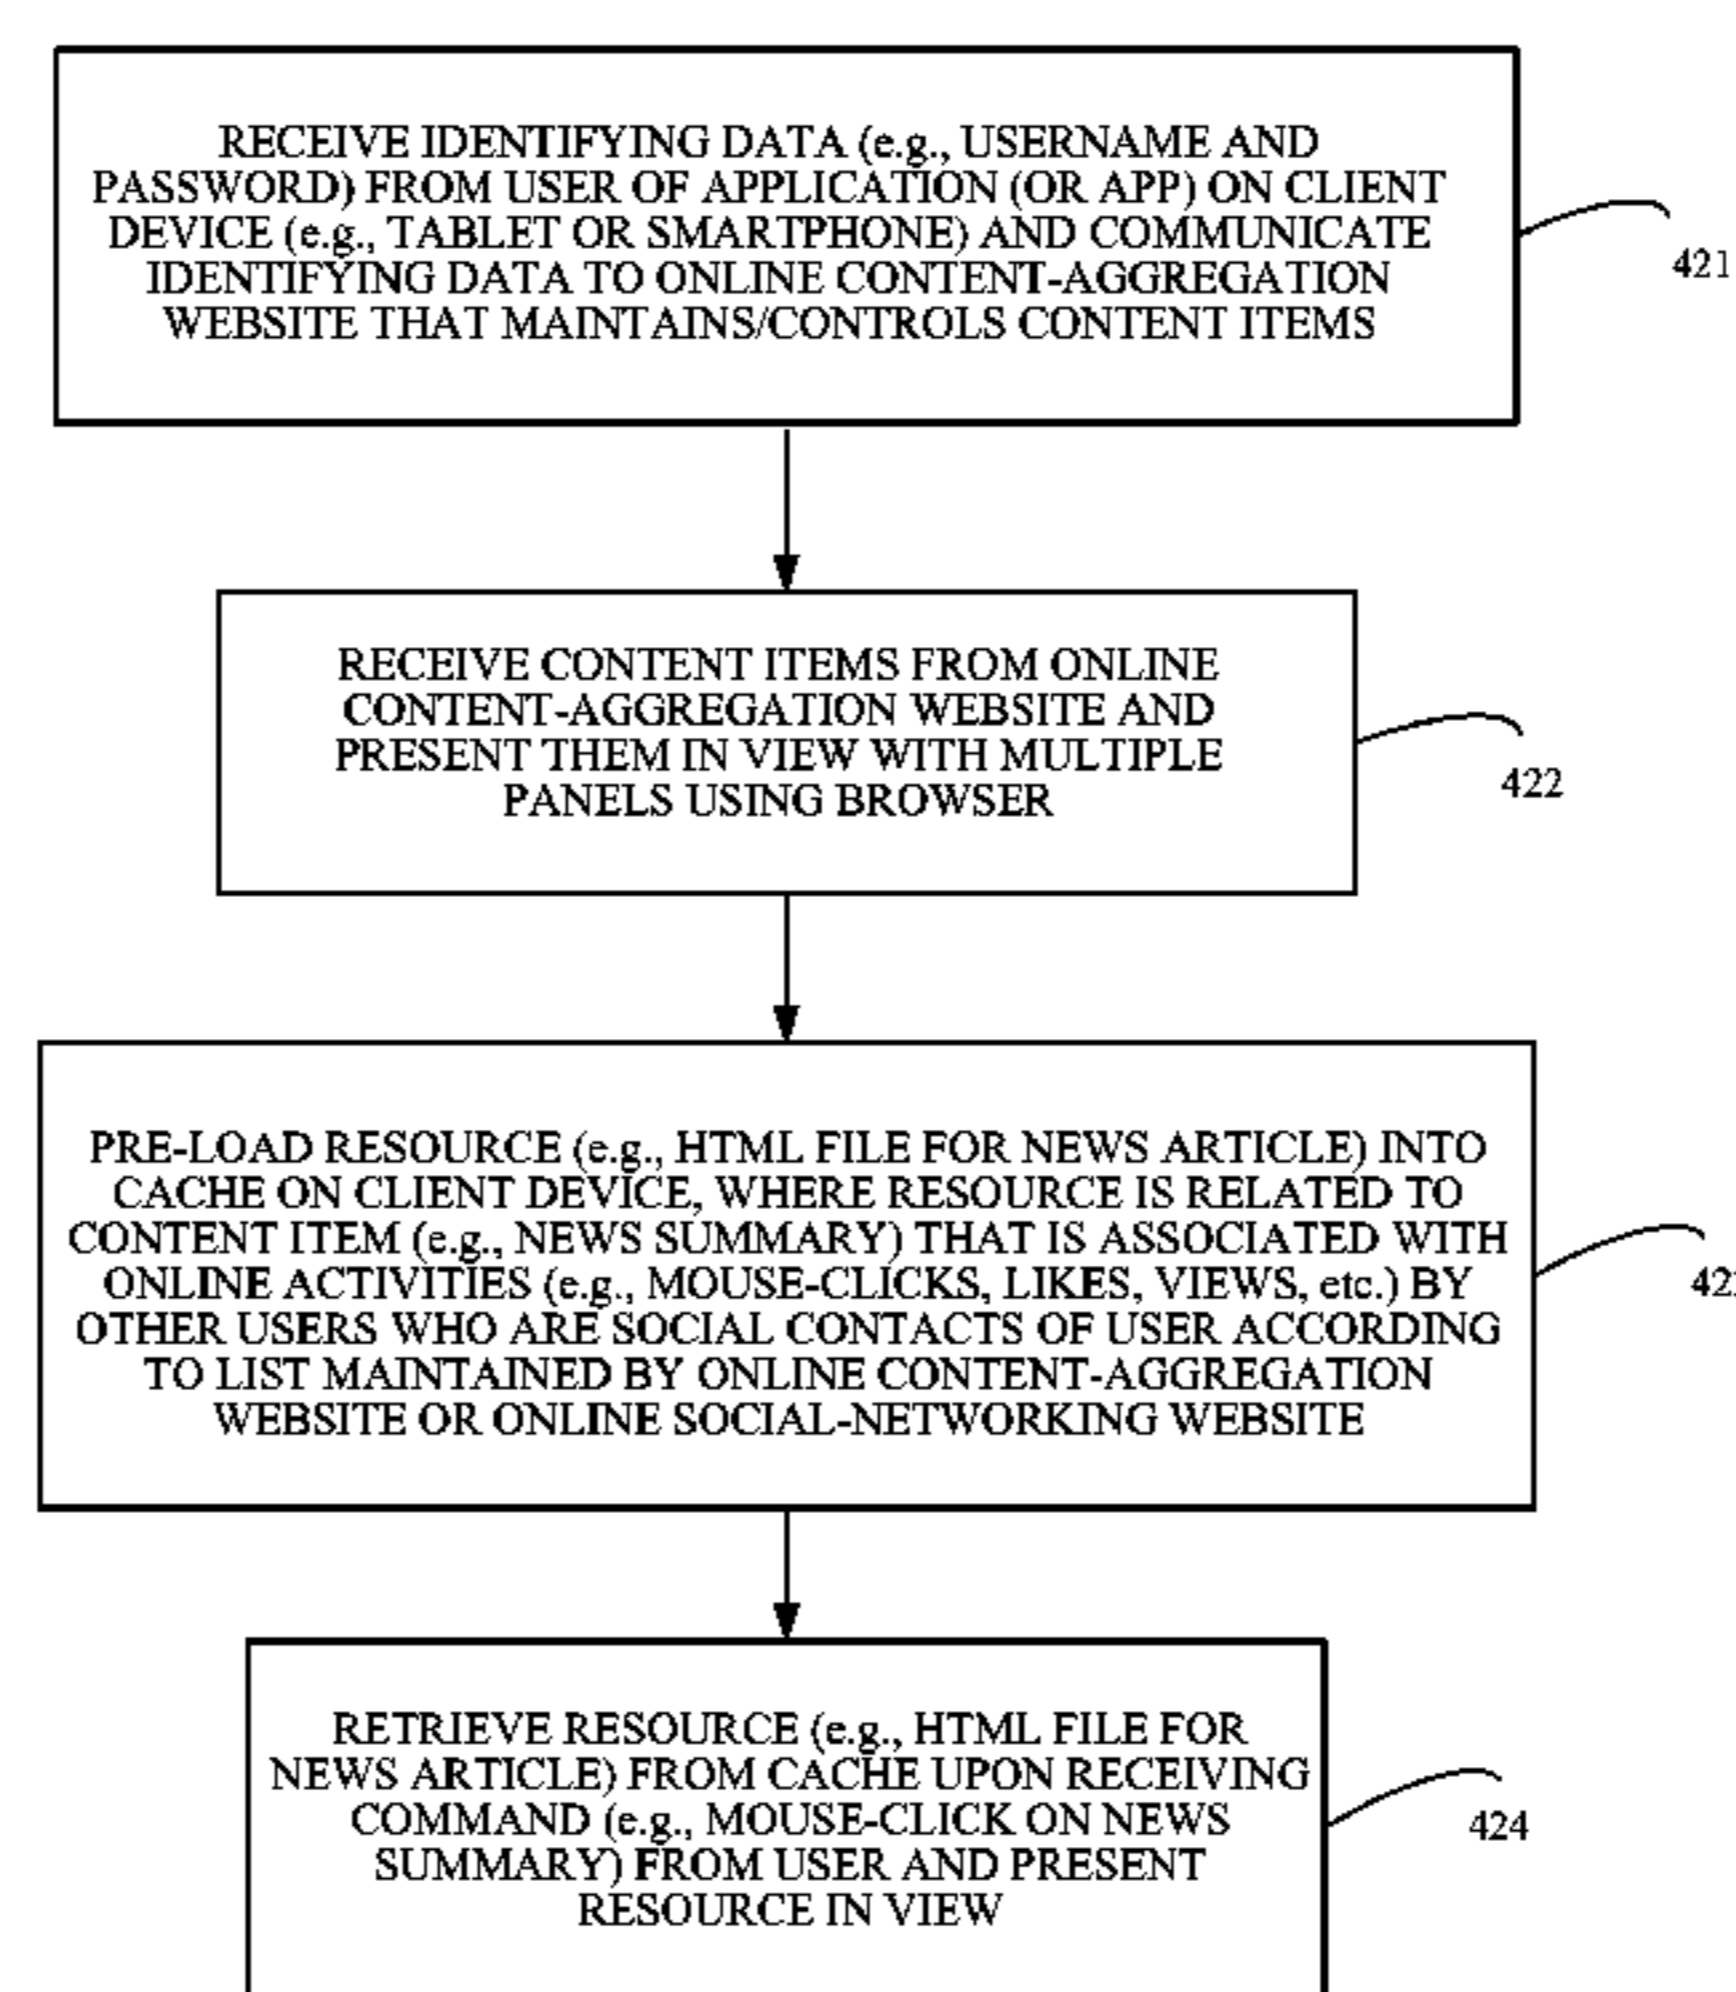 RECEIVE IDENTIFYING DATA (e.g., USERNAME AND
PASSWORD) FROM USER OF APPLICATION (OR APP) ON CLIENT
DEVICE (e.g., TABLET OR SMARTPHONE) AND COMMUNICATE
IDENTIFYING DATA TO ONLINE CONTENT-AGGREGATION
WEBSITE THAT MAINTAINS/CONTROLS CONTENT ITEMS
421
RECEIVE CONTENT ITEMS FROM ONLINE
CONTENT-AGGREGATION WEBSITE AND
PRESENT THEM IN VIEW WITH MULTIPLE
PANELS USING BROWSER
422
PRE-LOAD RESOURCE (e.g., HTML FILE FOR NEWS ARTICLE) INTO
CACHE ON CLIENT DEVICE, WHERE RESOURCE IS RELATED TO
CONTENT ITEM (e.g., NEWS SUMMARY) THAT IS ASSOCIATED WITH
ONLINE ACTIVITIES (e.g., MOUSE-CLICKS, LIKES, VIEWS, etc.) BY
OTHER USERS WHO ARE SOCIAL CONTACTS OF USER ACCORDING
TO LIST MAINTAINED BY ONLINE CONTENT-AGGREGATION
WEBSITE OR ONLINE SOCIAL-NETWORKING WEBSITE
RETRIEVE RESOURCE (e.g., HTML FILE FOR
NEWS ARTICLE) FROM CACHE UPON RECEIVING
COMMAND (e.g., MOUSE-CLICK ON NEWS
SUMMARY) FROM USER AND PRESENT
RESOURCE IN VIEW
424